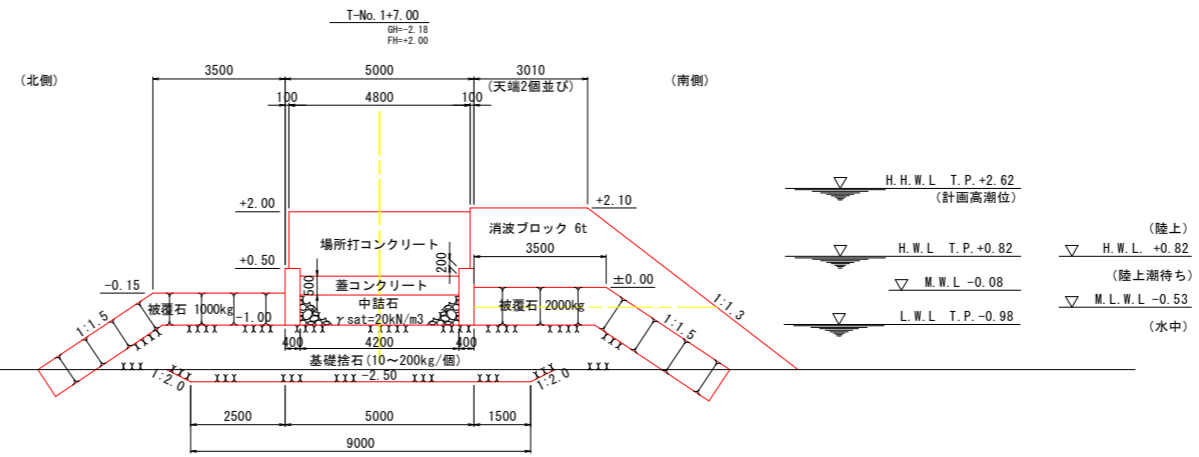 T-No. 1+7.00
GH=-2.18
FH=+2.00
(北側)
3500
5000
3010
(天端2個並び)
(南側)
100
4800
100
H.H.W.L T.P.+2.62
(計画高潮位)
+2.00
+2.10
消波ブロック 6t
場所打コンクリート
3500
200
(陸上)
H.W.L T.P.+0.82
H.W.L. +0.82
+0.50
蓋コンクリート
500
±0.00
(陸上潮待ち)
M.W.L -0.08
-0.15
被覆石 1000kg
中詰石
被覆石 2000kg
M.L.W.L -0.53
-1.00
γsat=20kN/m3
1:1.3
L.W.L T.P.-0.98
(水中)
1:1.5
1:1.5
400
4200
400
基礎捨石(10~200kg/個)
-2.50
1:2.0
1:2.0
2500
5000
1500
9000